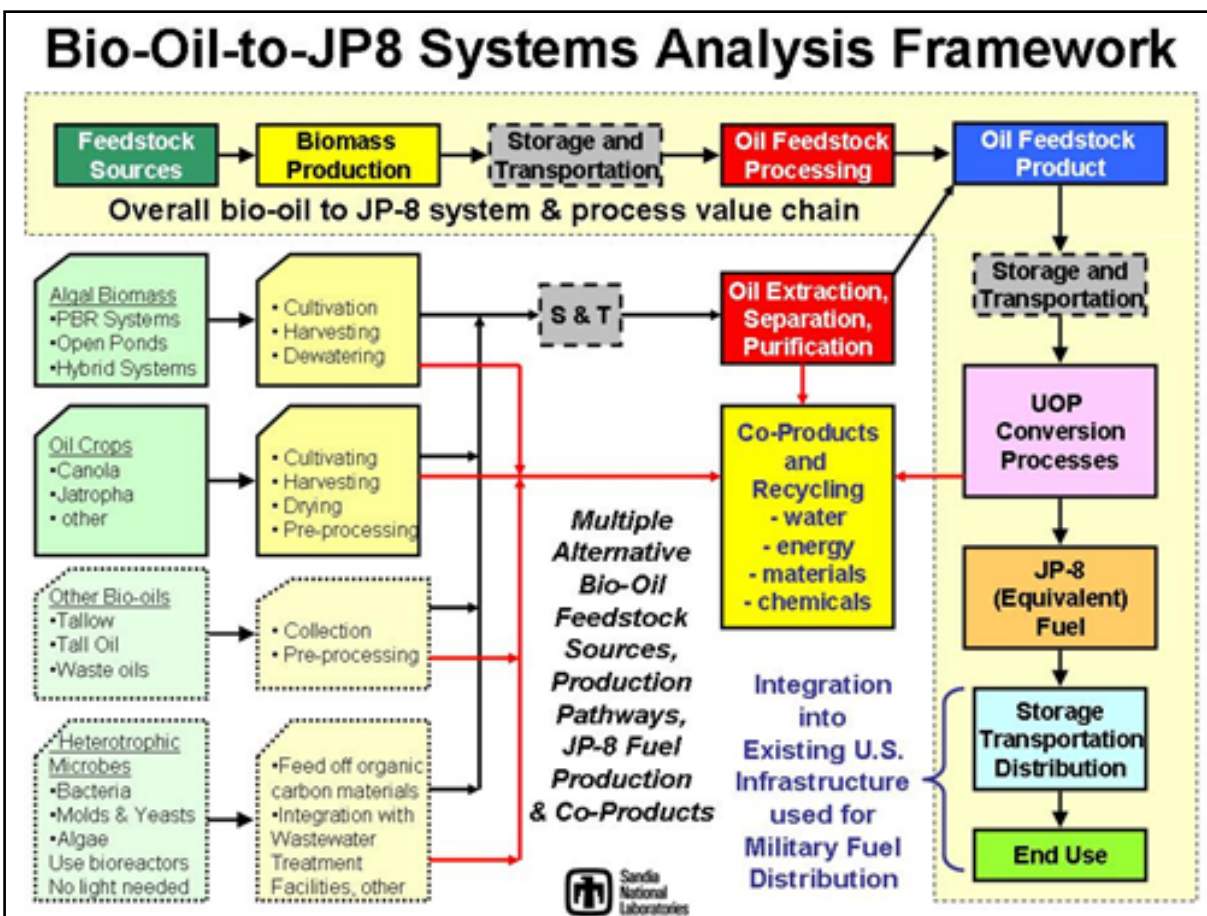 Bio-Oil-to-JP8 Systems Analysis Framework
Feedstock
Sources
Biomass
Production
Storage and
Transportation
Oil Feedstock
Processing
Oil Feedstock
Product
Overall bio-oil to JP-8 system & process value chain
Storage and
Transportation
Algal Biomass
•PBR Systems
•Open Ponds
•Hybrid Systems
• Cultivation
• Harvesting
• Dewatering
S & T
Oil Extraction,
Separation,
Purification
UOP
Conversion
Processes
Oil Crops
•Canola
•Jatropha
• other
• Cultivating
• Harvesting
• Drying
• Pre-processing
Co-Products
and
Recycling
- water
- energy
- materials
- chemicals
JP-8
(Equivalent)
Fuel
Other Bio-oils
•Tallow
•Tall Oil
•Waste oils
• Collection
• Pre-processing
Multiple
Alternative
Bio-Oil
Feedstock
Sources,
Production
Pathways,
JP-8 Fuel
Production
& Co-Products
Integration
into
Existing U.S.
Infrastructure
used for
Military Fuel
Distribution
Storage
Transportation
Distribution
End Use
Heterotrophic
Microbes
•Bacteria
•Molds & Yeasts
•Algae
Use bioreactors
No light needed
•Feed off organic
carbon materials
•Integration with
Wastewater
Treatment
Facilities, other
Sandia
National
Laboratories